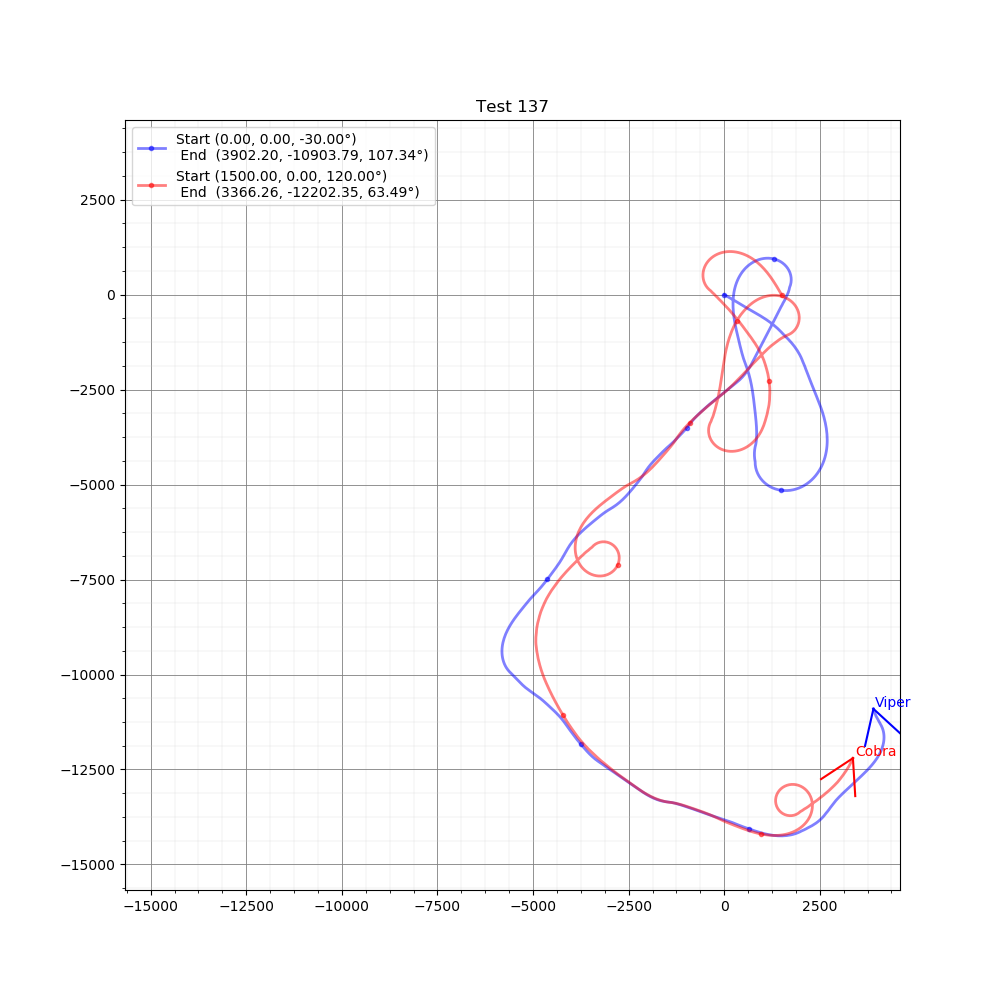 Test 137
Start (0.00, 0.00, -30.00°)
End (3902.20, -10903.79, 107.34°)
Start (1500.00, 0.00, 120.00°)
End (3366.26, -12202.35, 63.49°)
2500
0
−2500
−5000
−7500
−10000
−12500
−15000
Viper
Cobra
−15000 −12500 −10000 −7500 −5000 −2500 0 2500